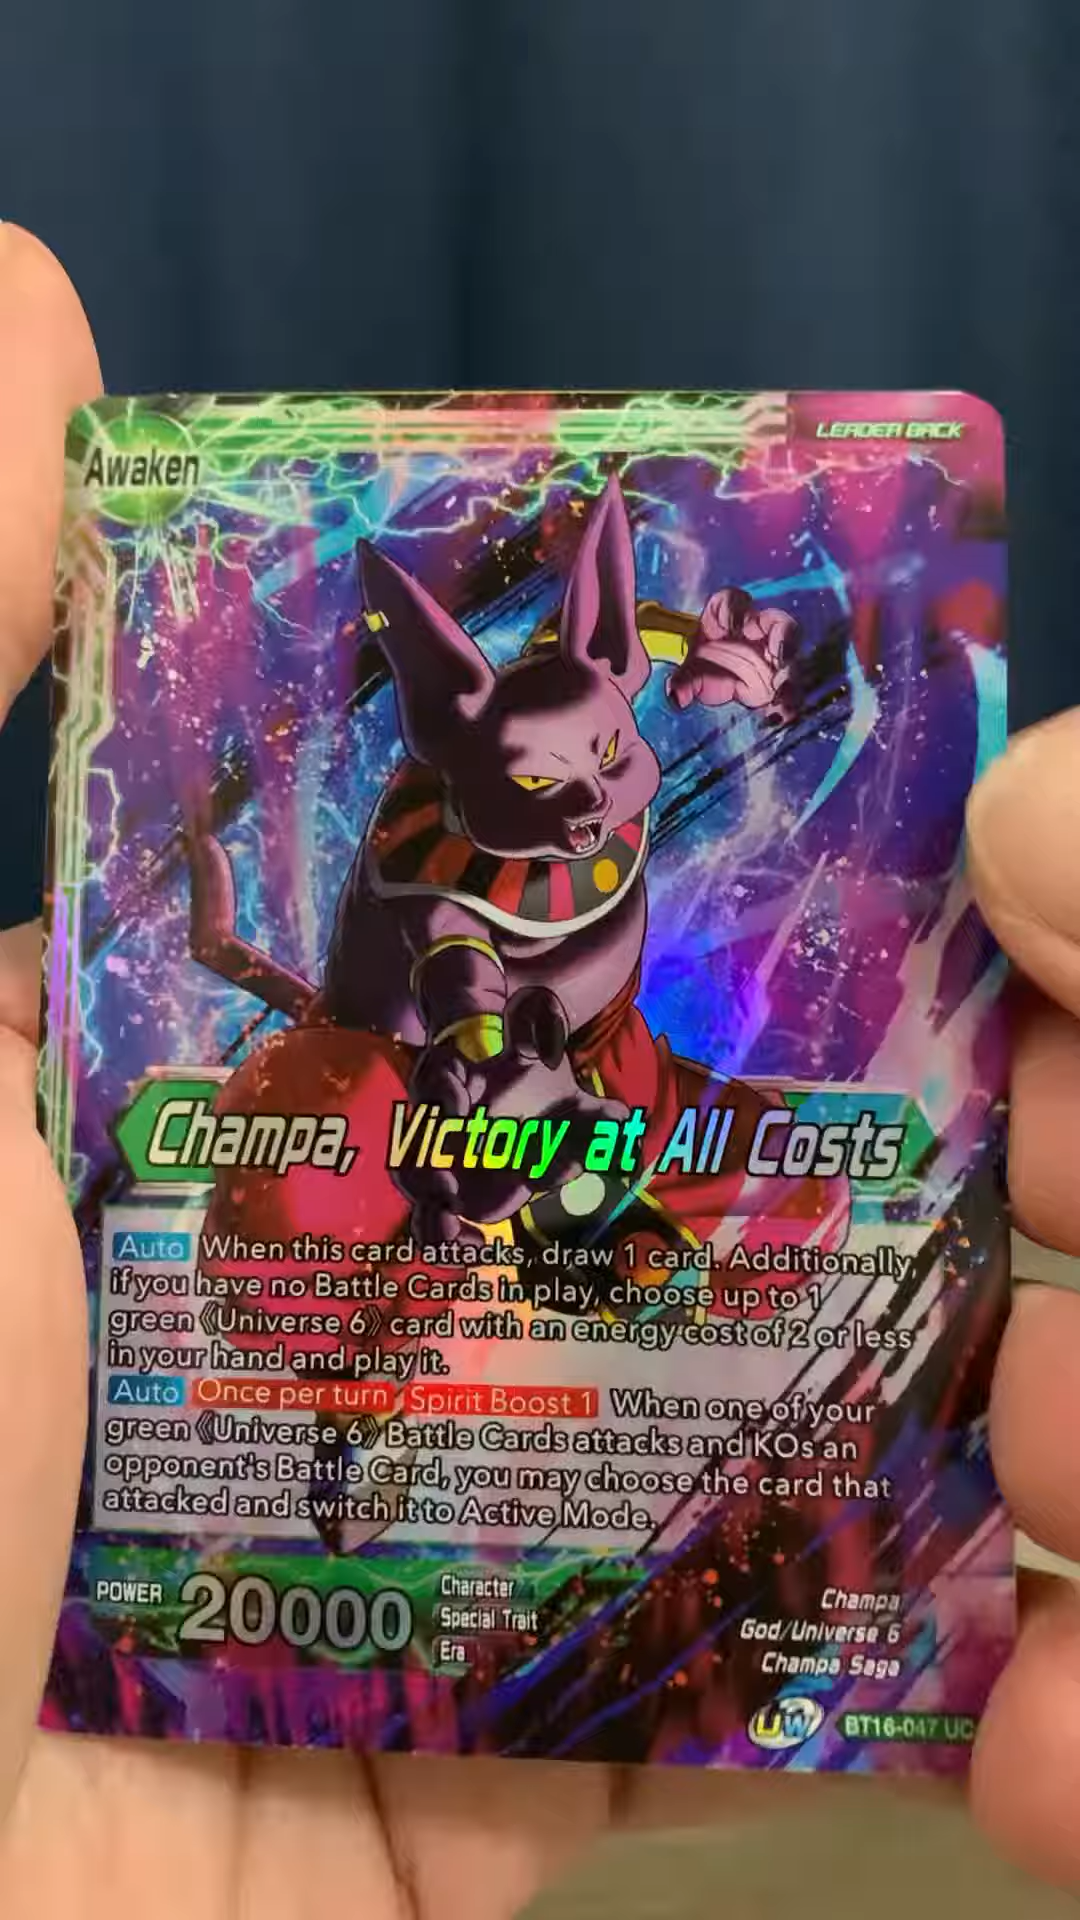 LEADER BACK
Awaken
Champa, Victory at All Costs
Auto When this card attacks, draw 1 card. Additionally,
if you have no Battle Cards in play, choose up to 1
green 《Universe 6》 card with an energy cost of 2 or less
in your hand and play it.
Auto Once per turn Spirit Boost 1 When one of your
green 《Universe 6》 Battle Cards attacks and KOs an
opponent's Battle Card, you may choose the card that
attacked and switch it to Active Mode.
POWER 20000
Character Champa
Special Trait God/Universe 6
Era Champa Saga
UW BT16-047 UC